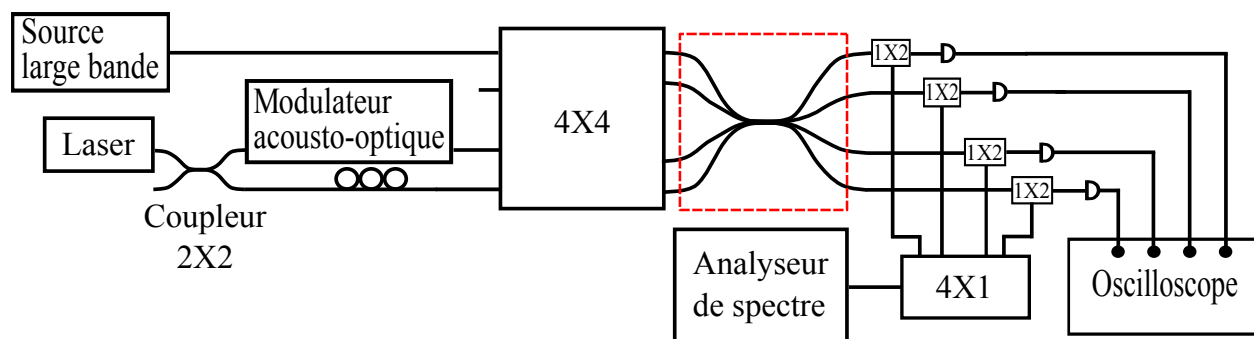 Source
large bande
Modulateur
acousto-optique
Laser
Coupleur
2X2
4X4
1X2
1X2
1X2
1X2
Analyseur
de spectre
4X1
Oscilloscope